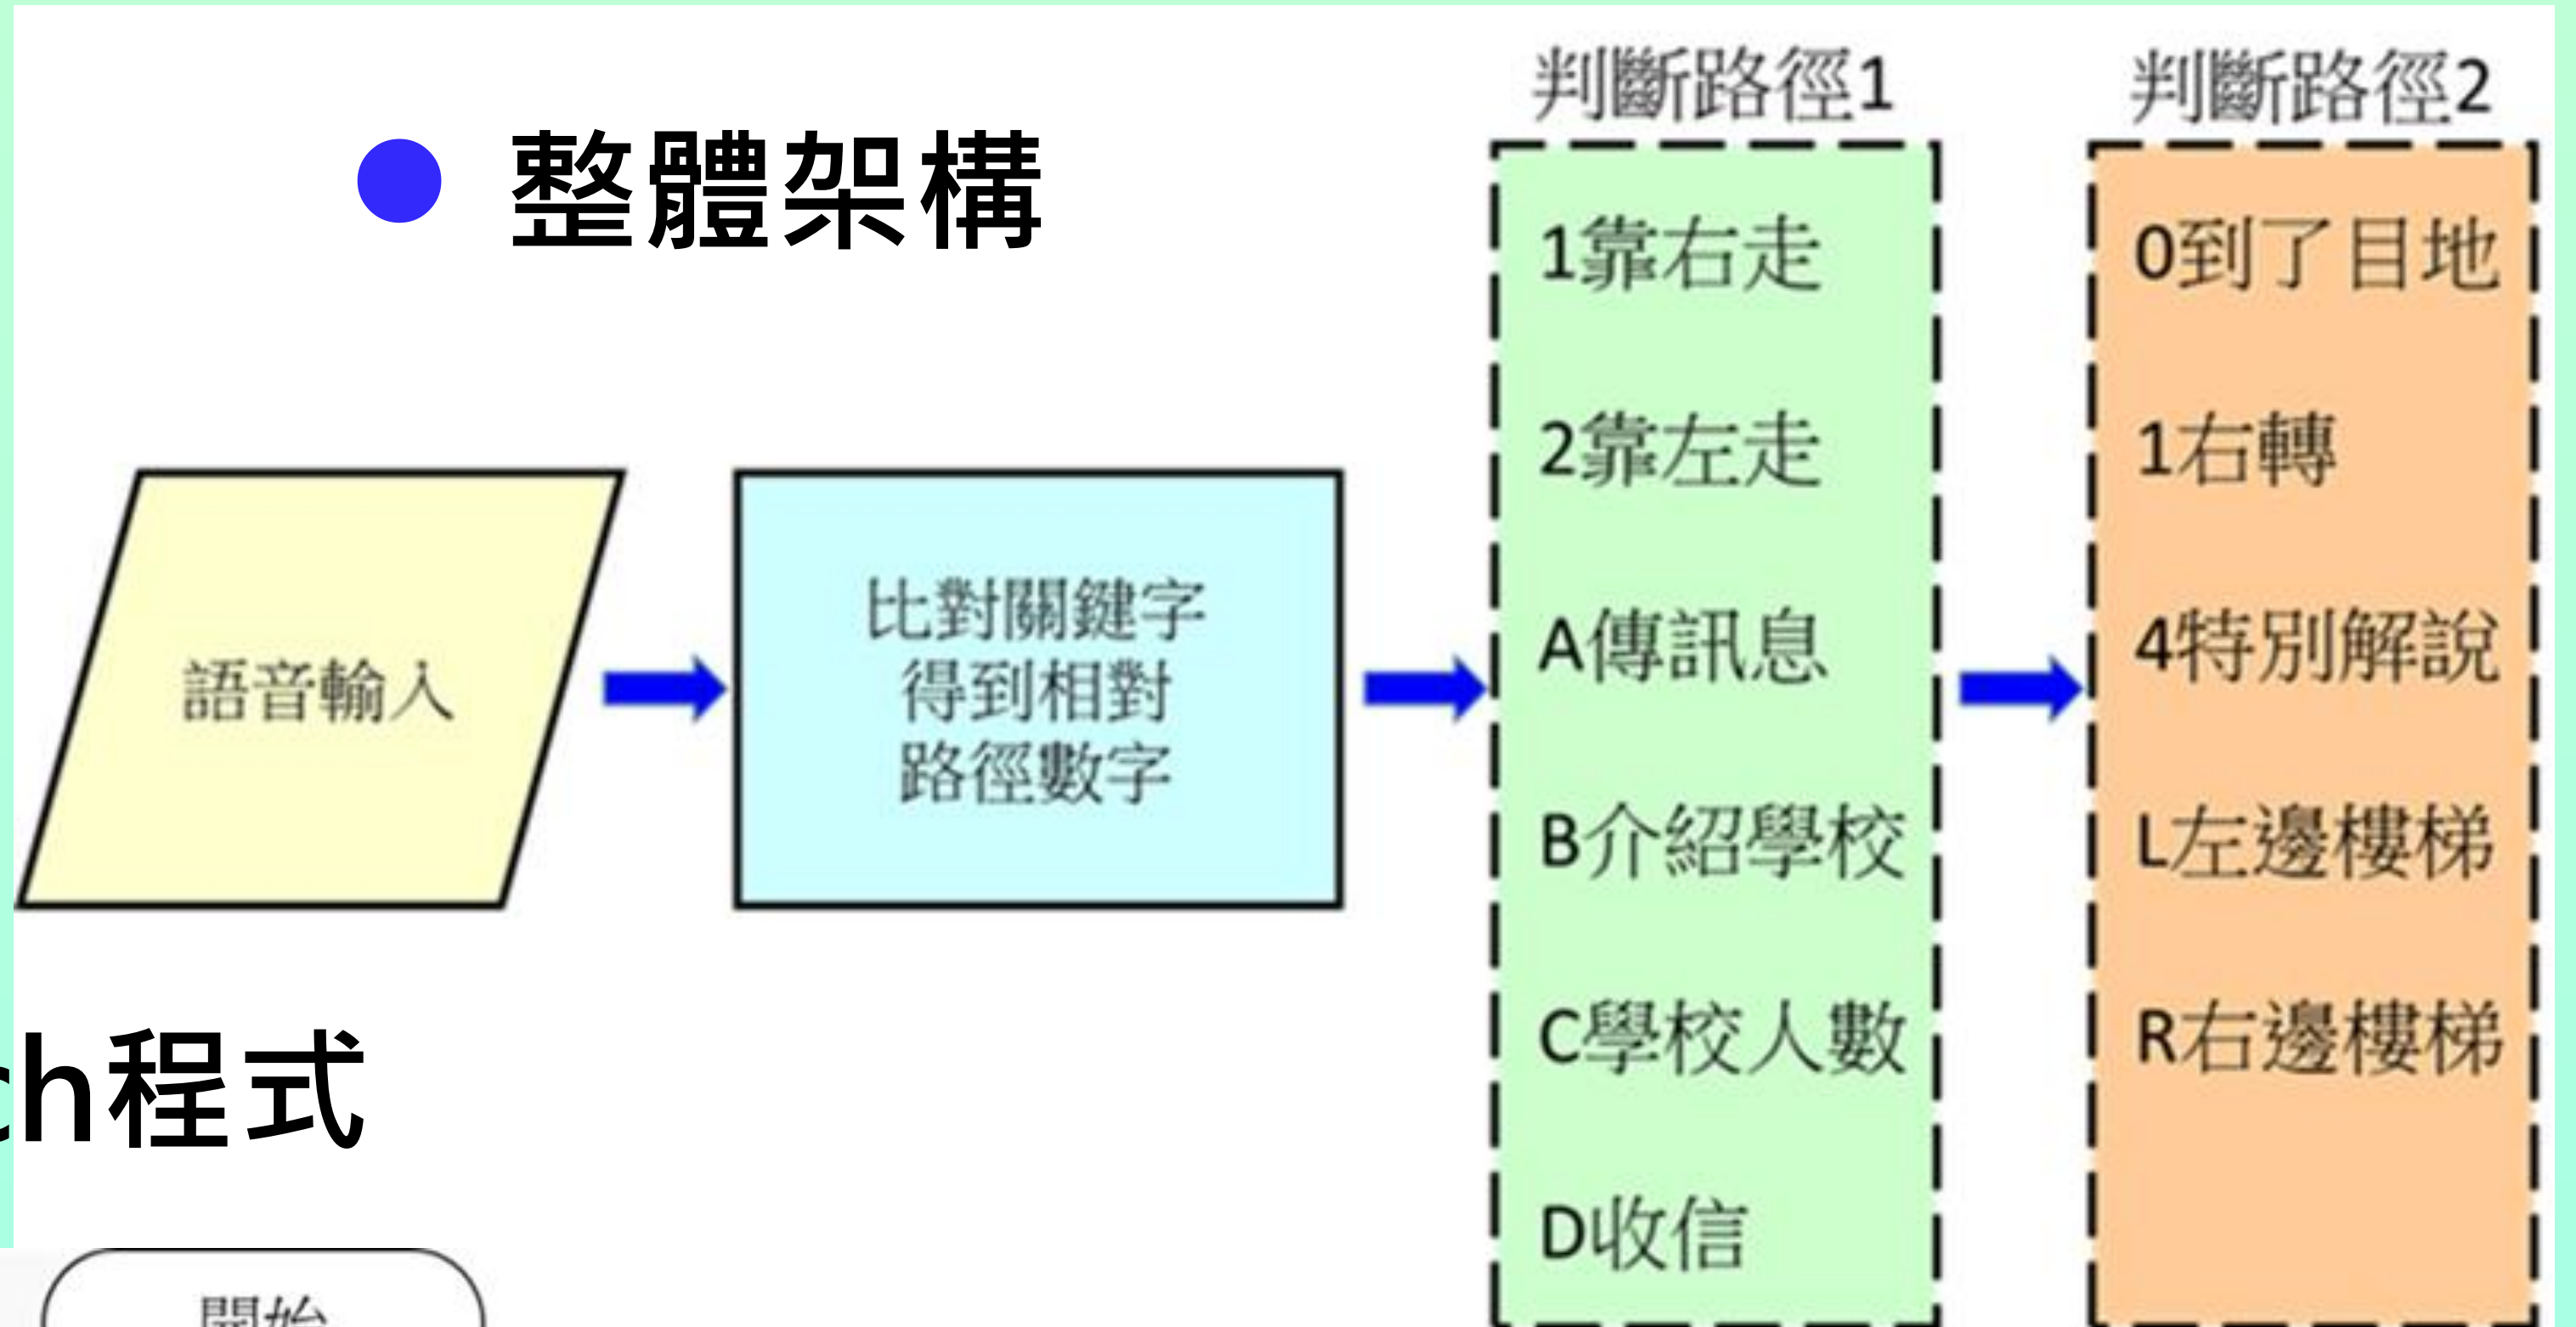 整體架構
語音輸入
比對關鍵字
得到相對
路徑數字
判斷路徑1
1靠右走
2靠左走
A傳訊息
B介紹學校
C學校人數
D收信
判斷路徑2
0到了目地
1右轉
4特別解說
L左邊樓梯
R右邊樓梯
ch程式
開始